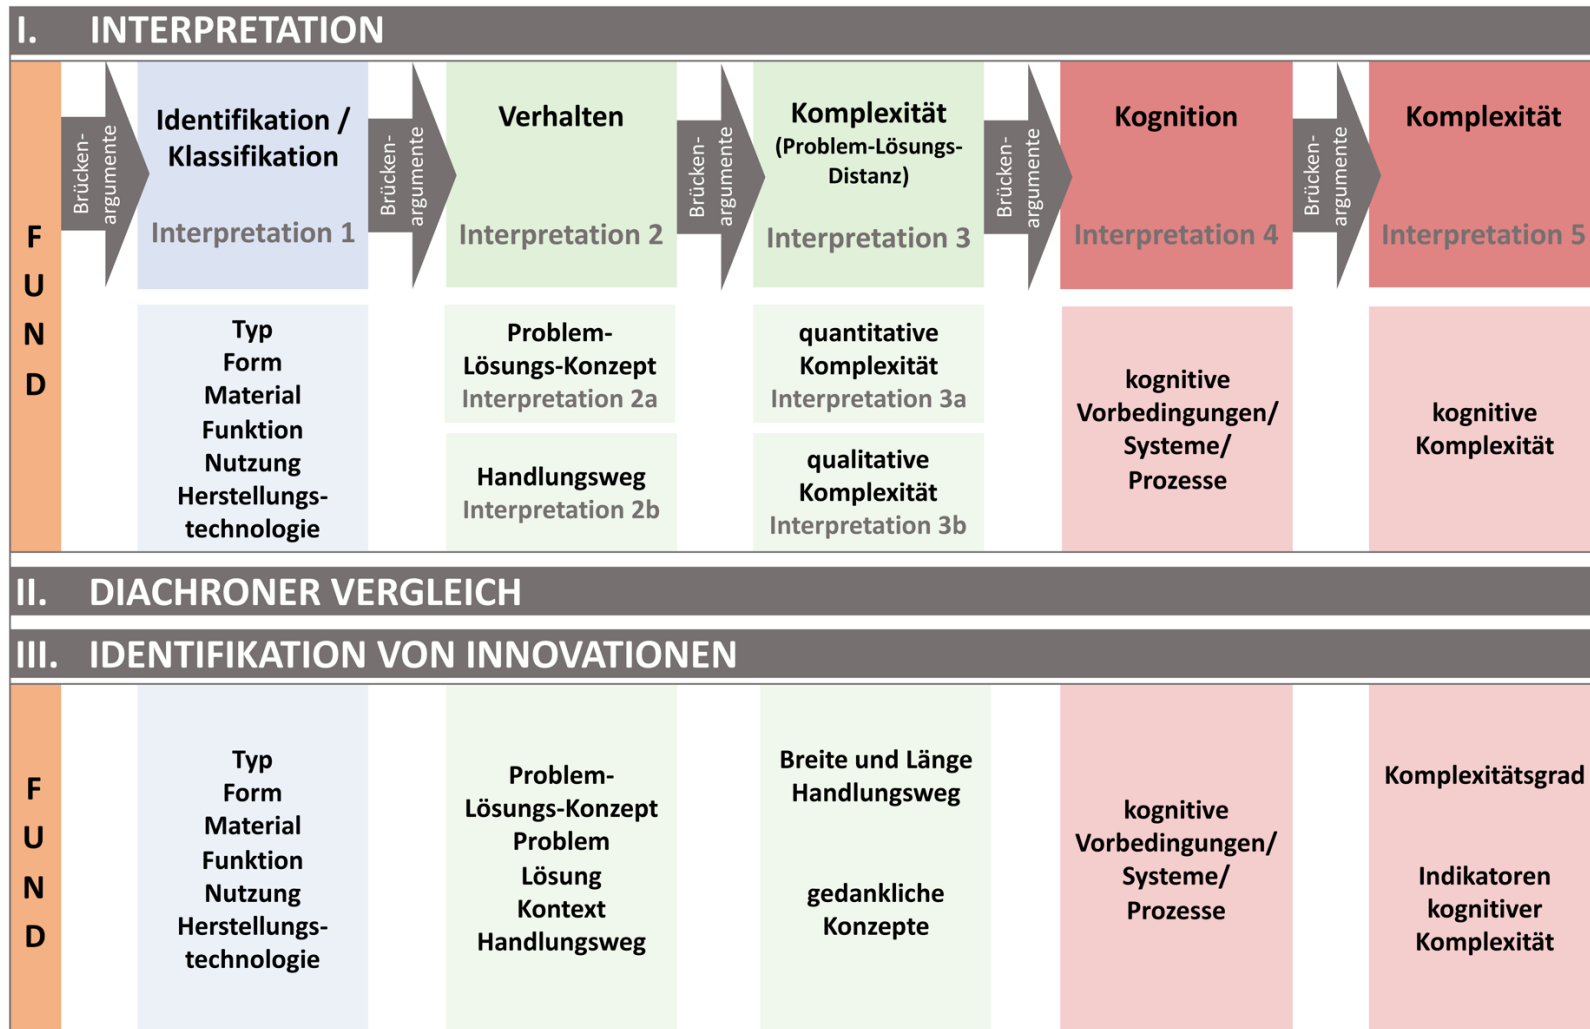 I. INTERPRETATION
F
U
N
D
Brücken-
argumente
Identifikation /
Klassifikation
Interpretation 1
Brücken-
argumente
Verhalten
Interpretation 2
Brücken-
argumente
Komplexität
(Problem-Lösungs-
Distanz)
Interpretation 3
Brücken-
argumente
Kognition
Interpretation 4
Brücken-
argumente
Komplexität
Interpretation 5
Typ
Form
Material
Funktion
Nutzung
Herstellungs-
technologie
Problem-
Lösungs-Konzept
Interpretation 2a
Handlungsweg
Interpretation 2b
quantitative
Komplexität
Interpretation 3a
qualitative
Komplexität
Interpretation 3b
kognitive
Vorbedingungen/
Systeme/
Prozesse
kognitive
Komplexität
II. DIACHRONER VERGLEICH
III. IDENTIFIKATION VON INNOVATIONEN
F
U
N
D
Typ
Form
Material
Funktion
Nutzung
Herstellungs-
technologie
Problem-
Lösungs-Konzept
Problem
Lösung
Kontext
Handlungsweg
Breite und Länge
Handlungsweg
gedankliche
Konzepte
kognitive
Vorbedingungen/
Systeme/
Prozesse
Komplexitätsgrad
Indikatoren
kognitiver
Komplexität